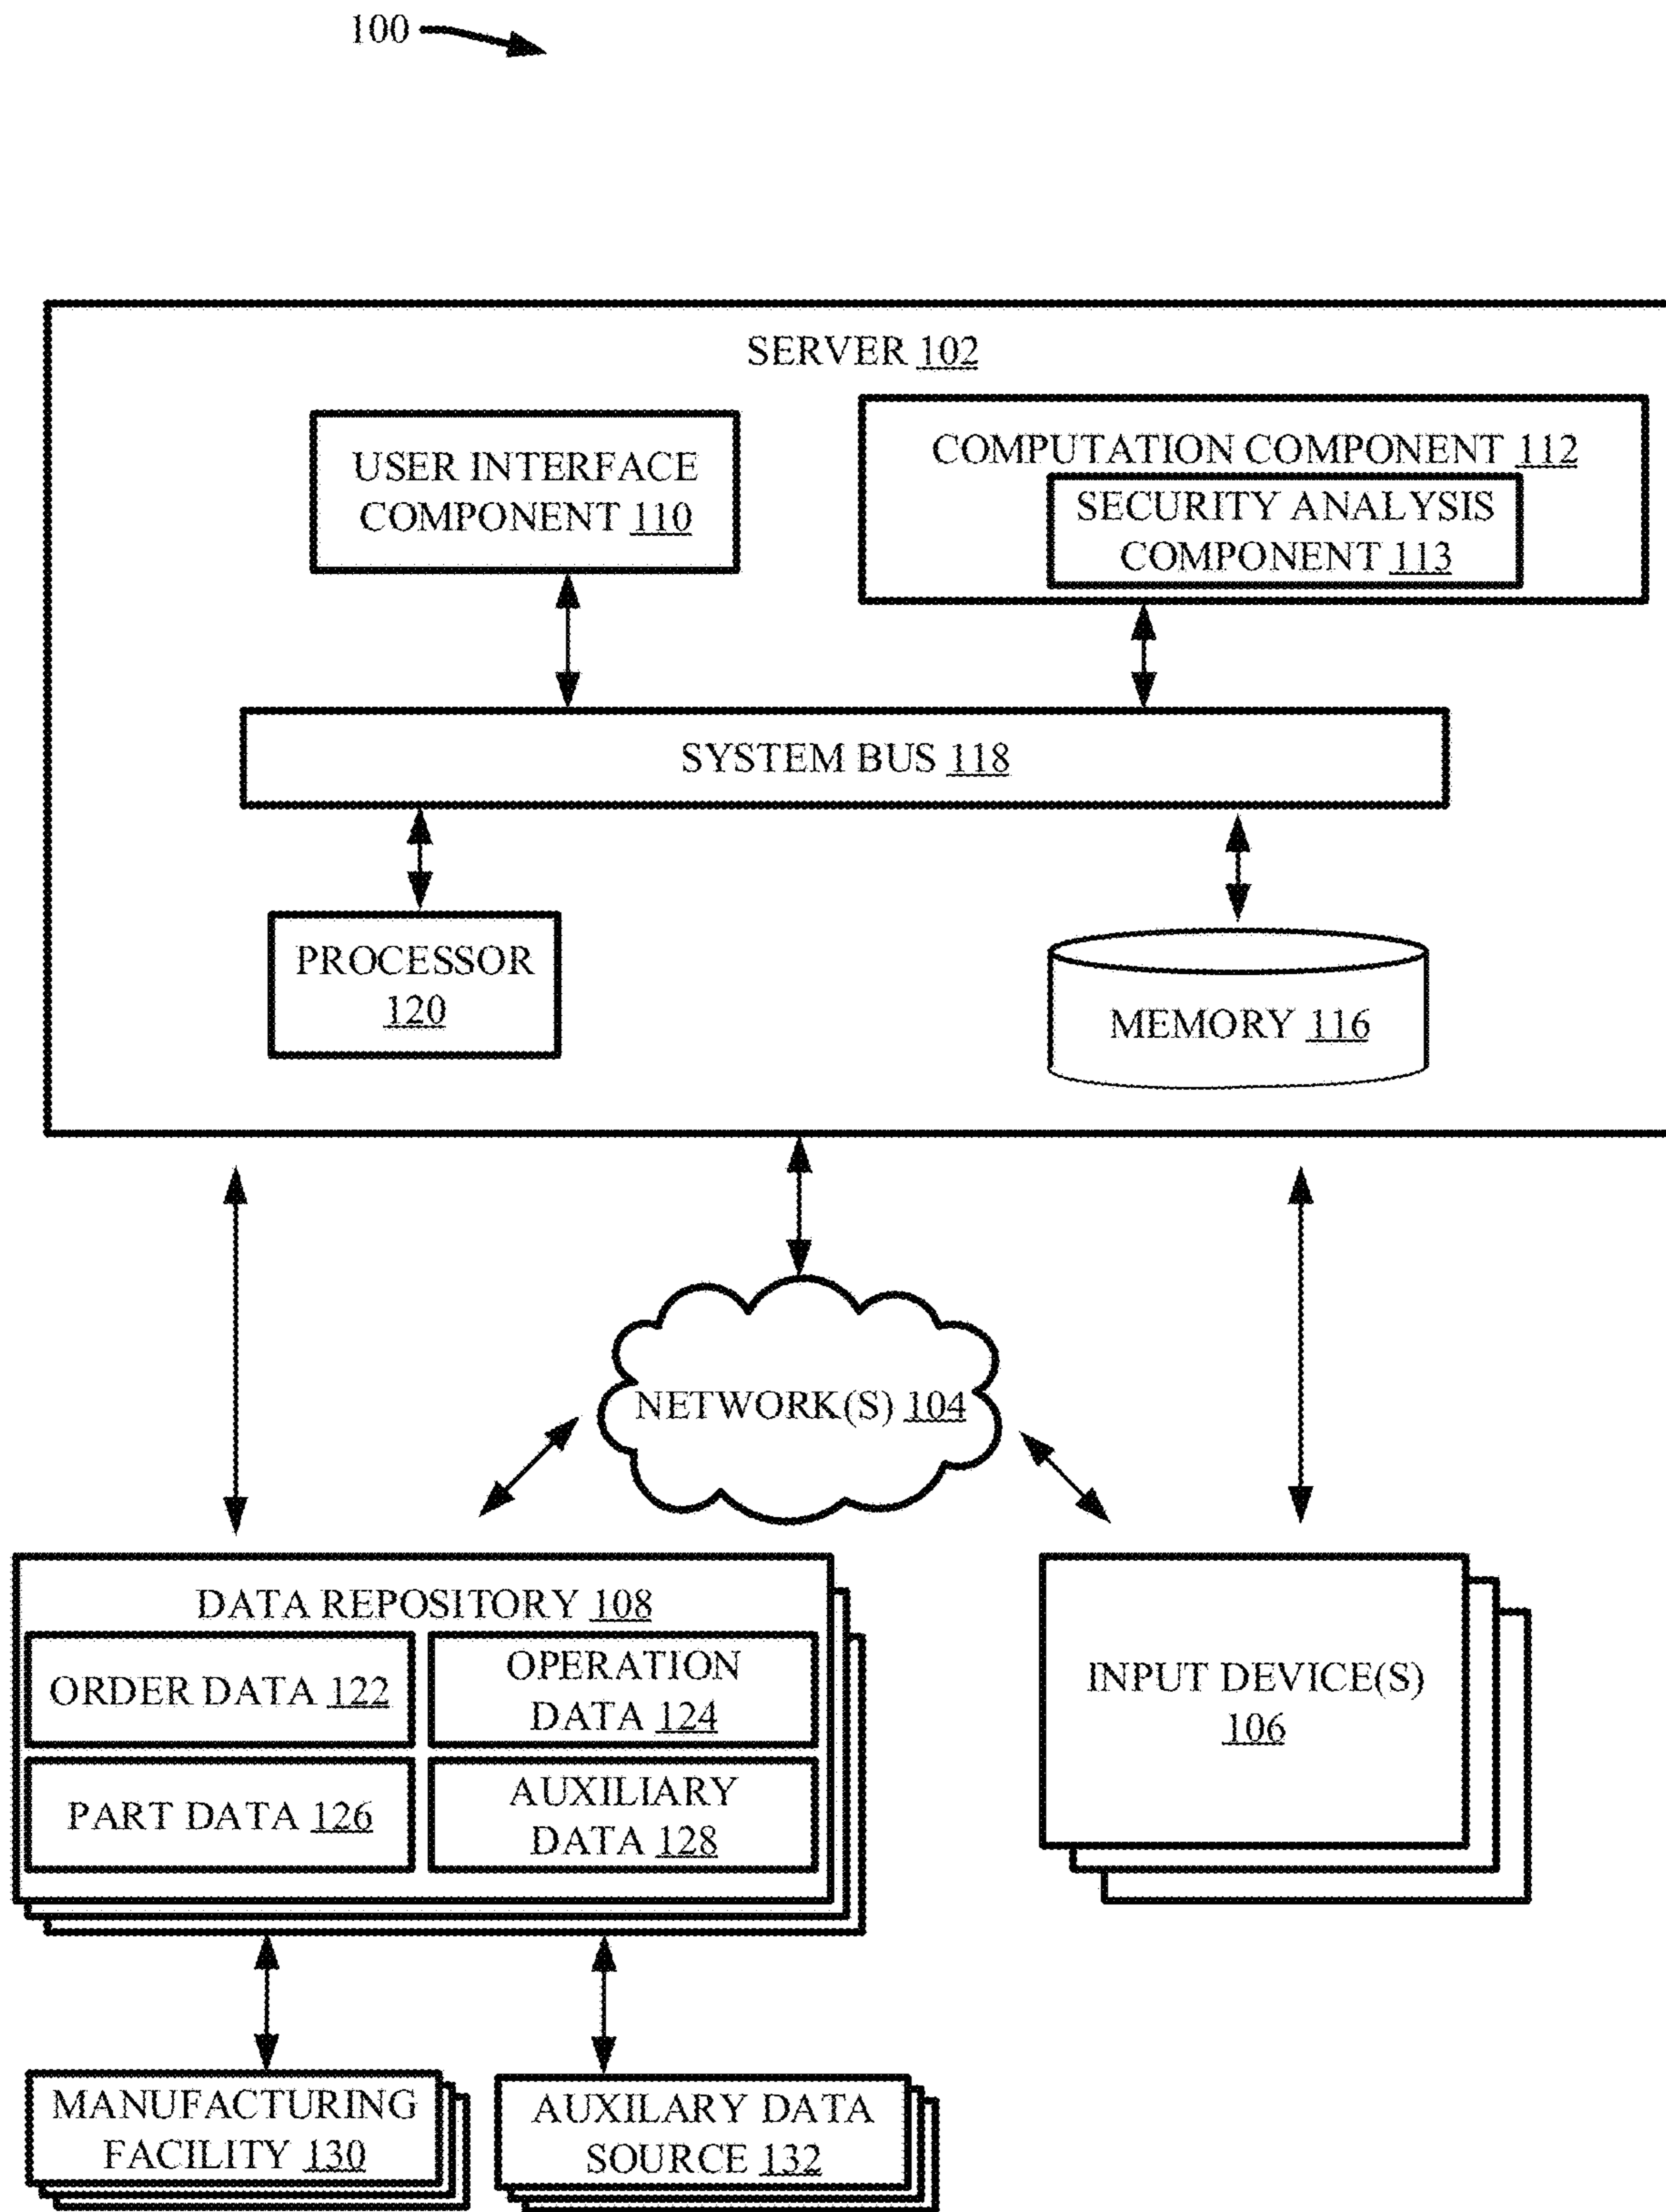 100
SERVER 102
USER INTERFACE
COMPONENT 110
COMPUTATION COMPONENT 112
SECURITY ANALYSIS
COMPONENT 113
SYSTEM BUS 118
PROCESSOR
120
MEMORY 116
NETWORK(S) 104
DATA REPOSITORY 108
ORDER DATA 122
OPERATION
DATA 124
PART DATA 126
AUXILIARY
DATA 128
INPUT DEVICE(S)
106
MANUFACTURING
FACILITY 130
AUXILARY DATA
SOURCE 132